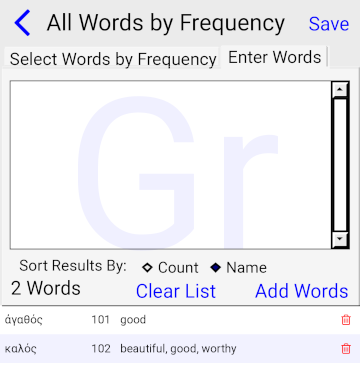 All Words by Frequency Save
Select Words by Frequency Enter Words
Gr
Sort Results By: Count Name
2 Words Clear List Add Words
άγαθός 101 good
καλός 102 beautiful, good, worthy